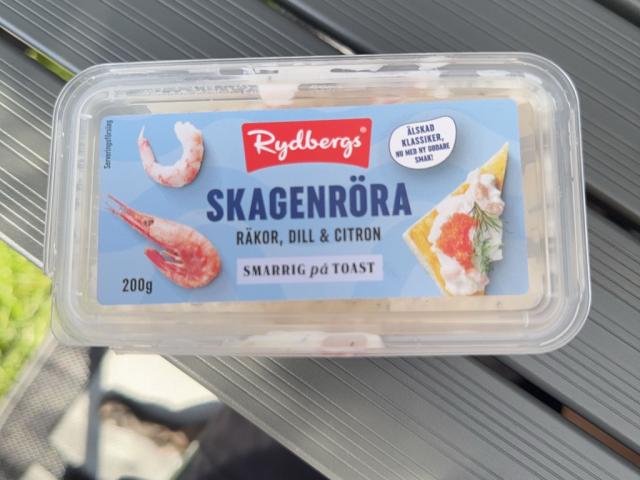 Serveringsförslag
Rydbergs®
ÄLSKAD
KLASSIKER,
NU MED NY GODARE
SMAK!
SKAGENRÖRA
RÄKOR, DILL & CITRON
SMARRIG på TOAST
200g